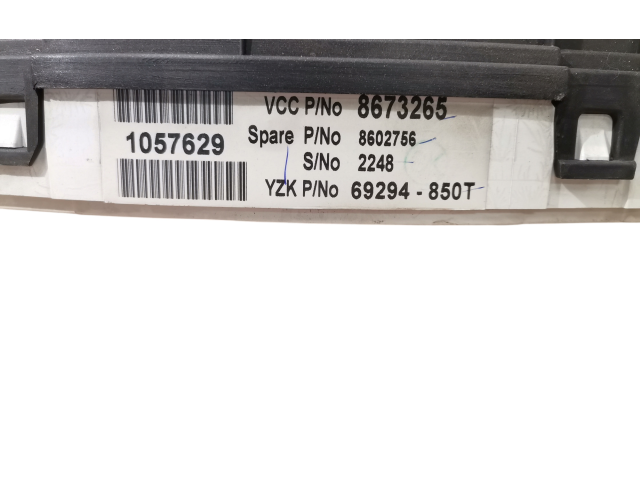 VCC P/No 8673265
1057629
Spare P/No 8602756
S/No 2248
YZK P/No 69294-850T